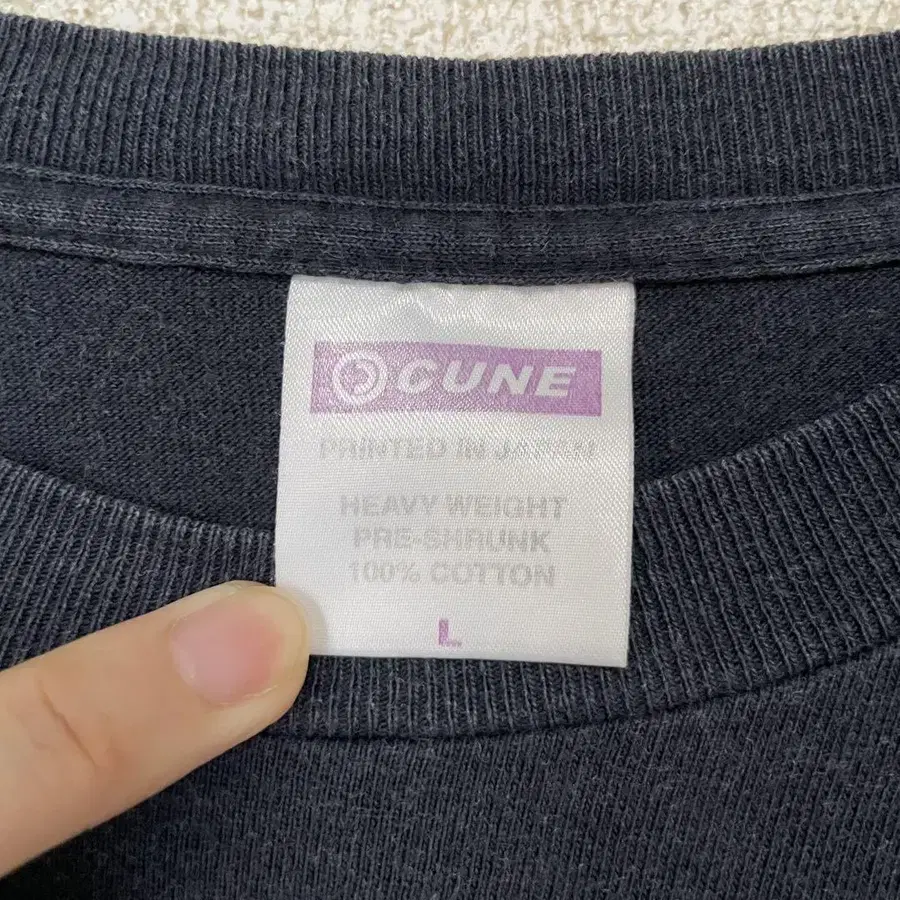 CUNE
PRINTED IN JAPAN
HEAVY WEIGHT
PRE-SHRUNK
100% COTTON
L